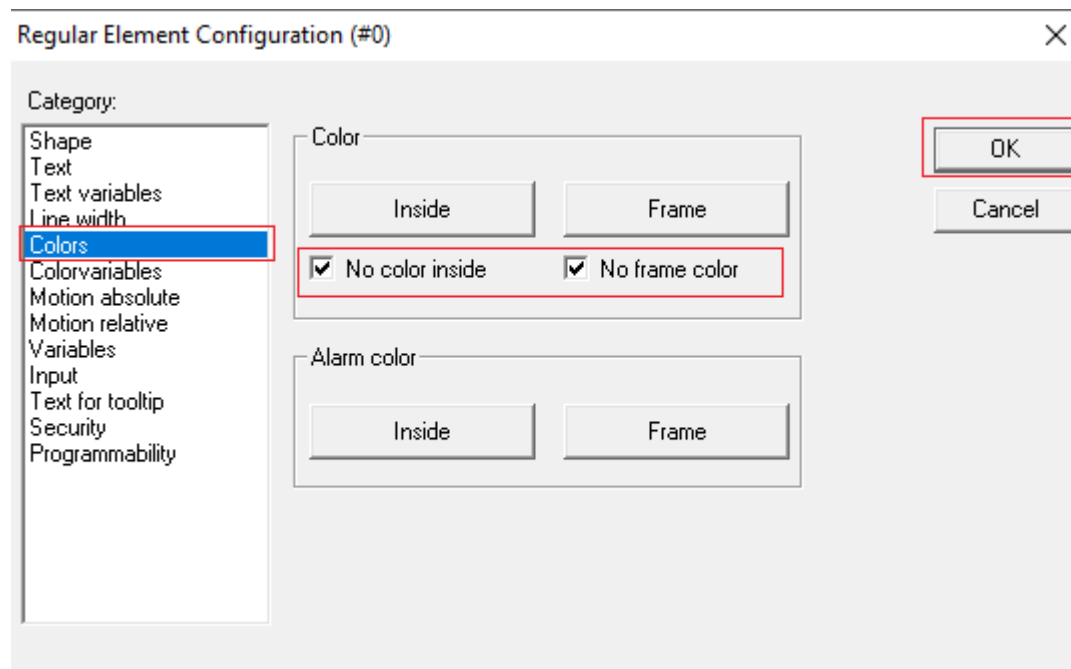 Regular Element Configuration (#0)
Category:
Shape
Text
Text variables
Line width
Colors
Colorvariables
Motion absolute
Motion relative
Variables
Input
Text for tooltip
Security
Programmability
Color
Inside Frame
No color inside No frame color
Alarm color
Inside Frame
OK
Cancel